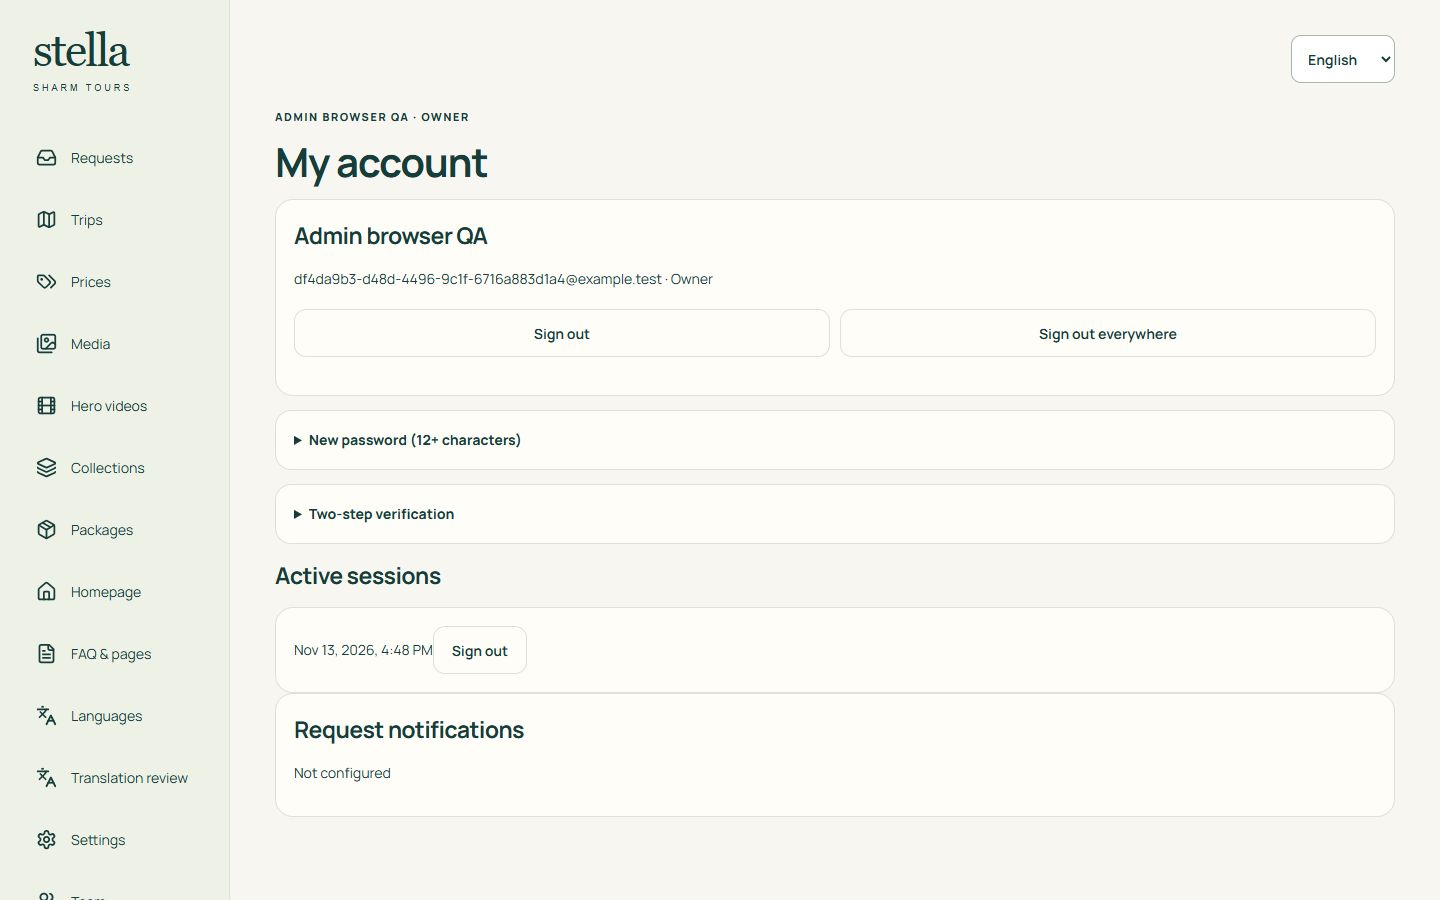 stella
SHARM TOURS
Requests
Trips
Prices
Media
Hero videos
Collections
Packages
Homepage
FAQ & pages
Languages
Translation review
Settings
English
ADMIN BROWSER QA · OWNER
My account
Admin browser QA
df4da9b3-d48d-4496-9c1f-6716a883d1a4@example.test · Owner
Sign out
Sign out everywhere
New password (12+ characters)
Two-step verification
Active sessions
Nov 13, 2026, 4:48 PM
Sign out
Request notifications
Not configured